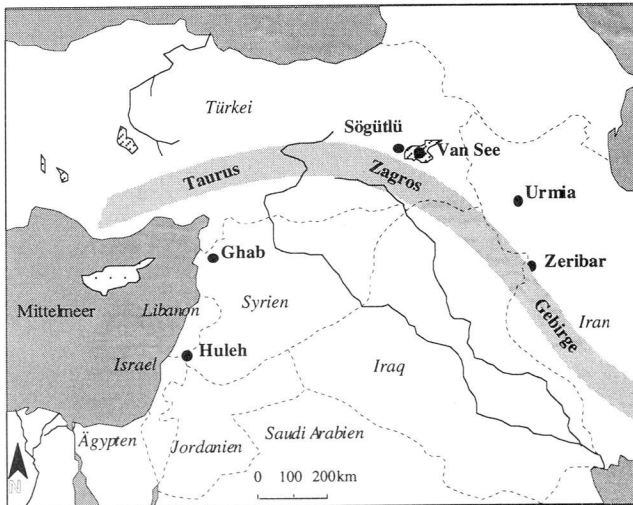 Türkei
Sögütlü
Van See
Taurus
Zagros
Urmia
Ghab
Zeribar
Mittelmeer
Libanon
Syrien
Gebirge
Iran
Huleh
Israel
Iraq
Ägypten
Jordanien
Saudi Arabien
N
0 100 200km